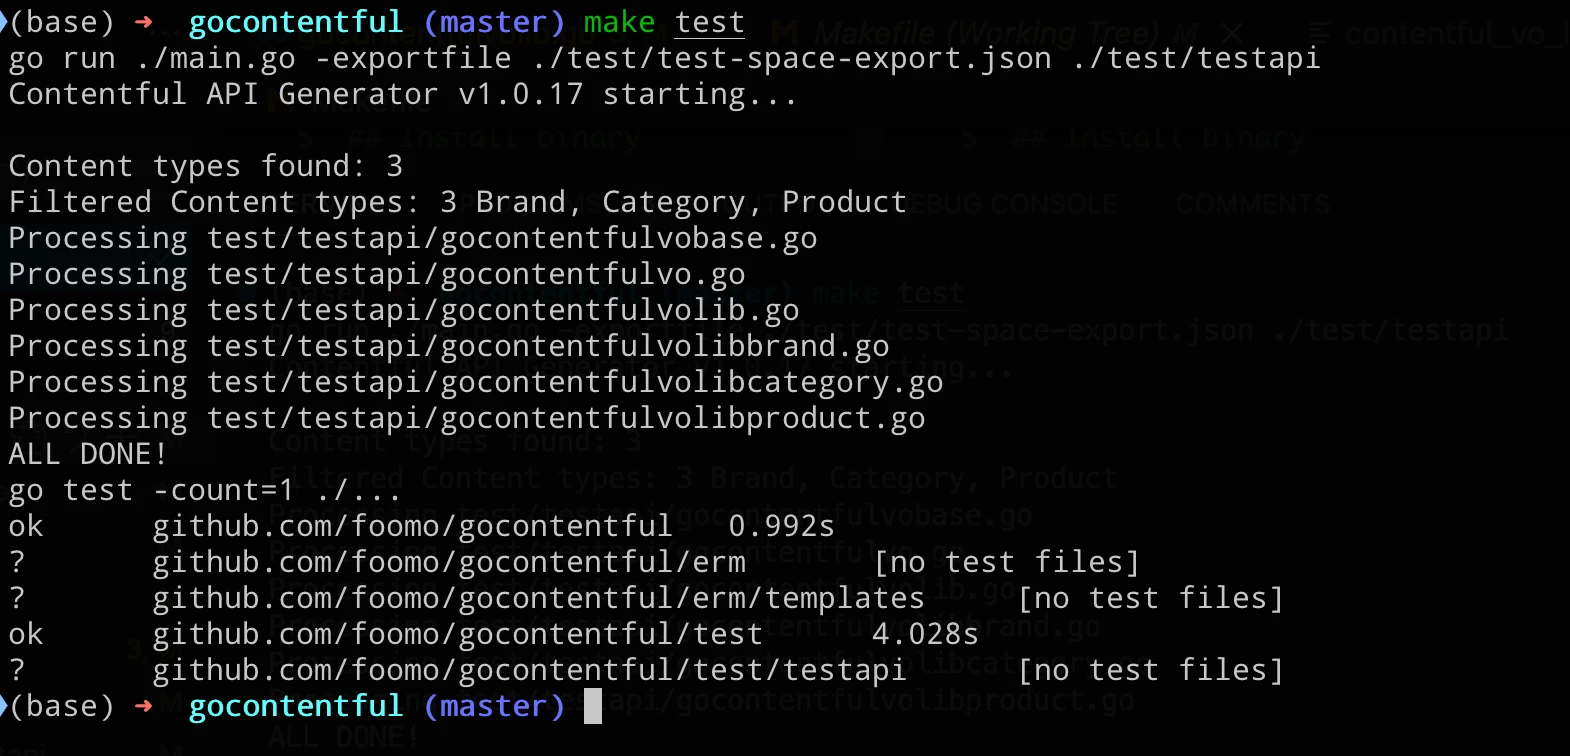 (base) ➜ gocontentful (master) make test
go run ./main.go -exportfile ./test/test-space-export.json ./test/testapi
Contentful API Generator v1.0.17 starting...
Content types found: 3
Filtered Content types: 3 Brand, Category, Product
Processing test/testapi/gocontentfulvobase.go
Processing test/testapi/gocontentfulvo.go
Processing test/testapi/gocontentfulvolib.go
Processing test/testapi/gocontentfulvolibbrand.go
Processing test/testapi/gocontentfulvolibcategory.go
Processing test/testapi/gocontentfulvolibproduct.go
ALL DONE!
go test -count=1 ./...
ok github.com/foomo/gocontentful 0.992s
? github.com/foomo/gocontentful/erm [no test files]
? github.com/foomo/gocontentful/erm/templates [no test files]
ok github.com/foomo/gocontentful/test 4.028s
? github.com/foomo/gocontentful/test/testapi [no test files]
(base) ➜ gocontentful (master)